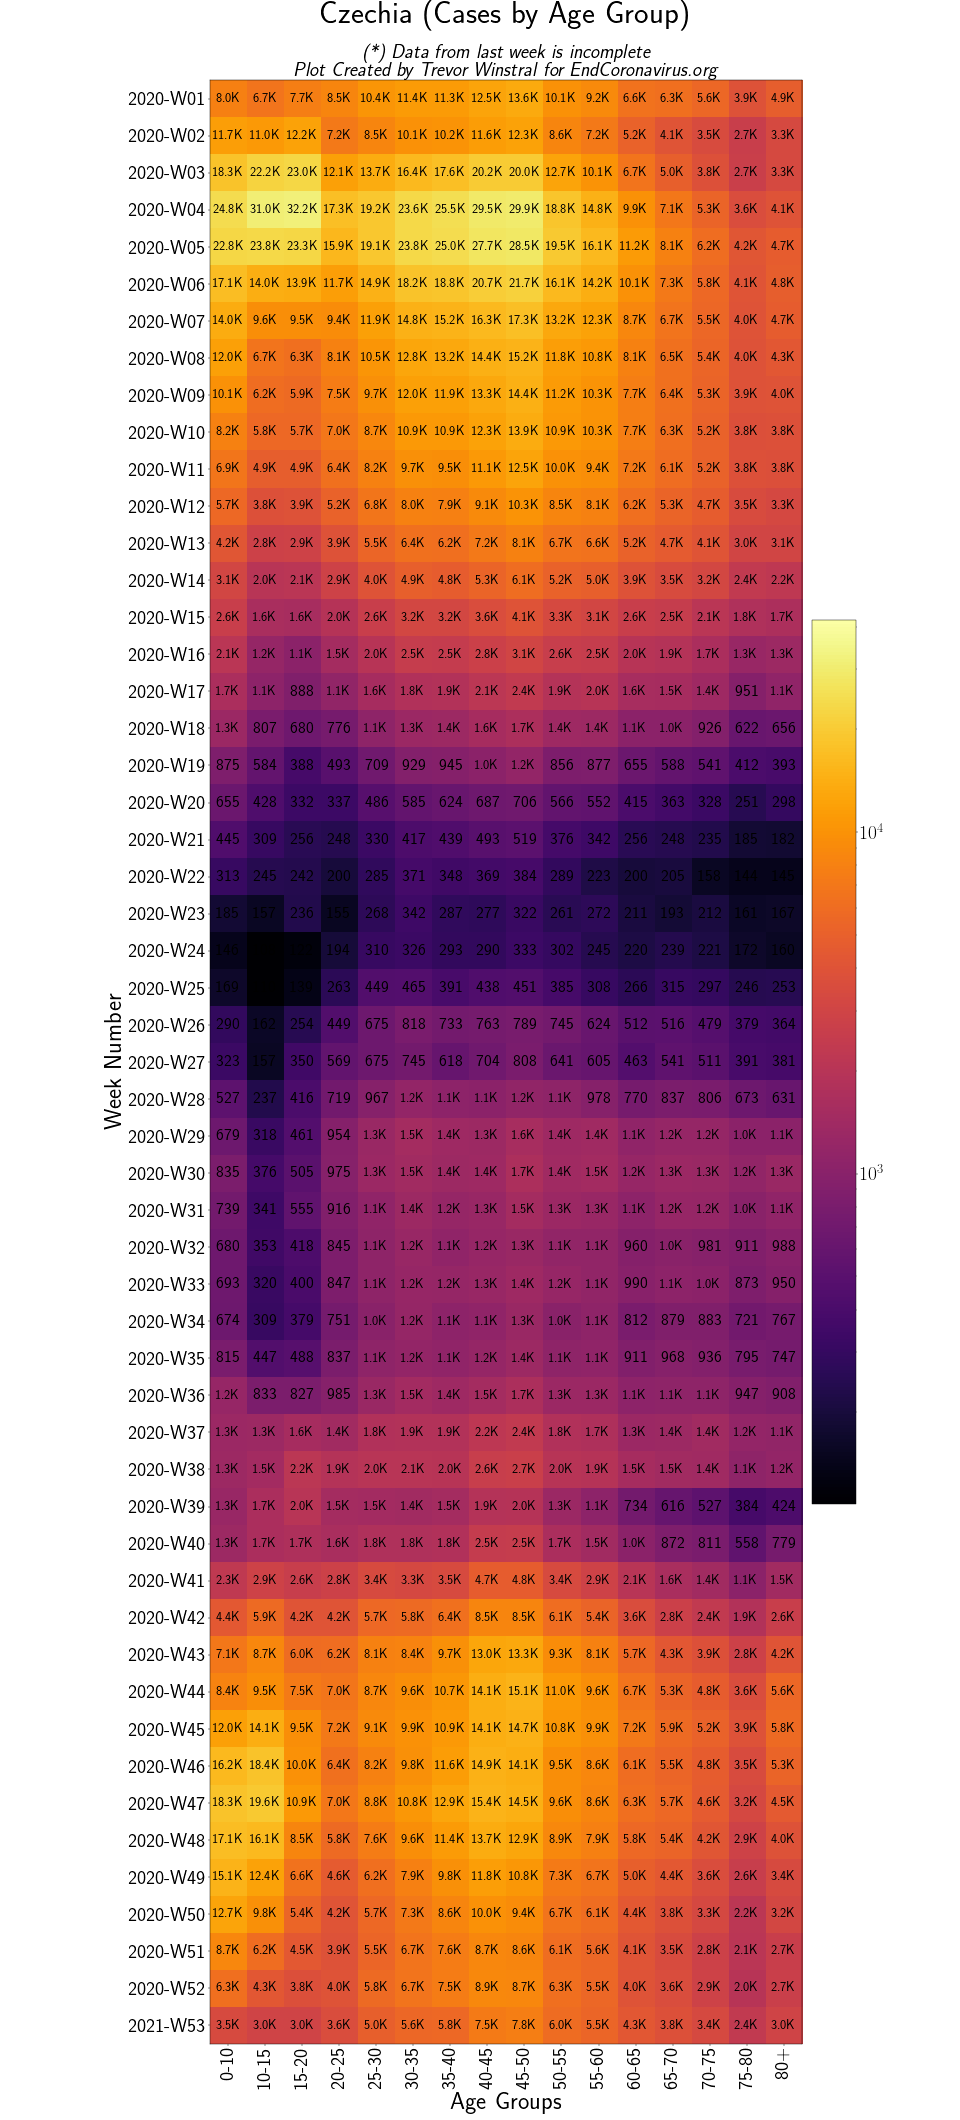 Czechia (Cases by Age Group)
(*) Data from last week is incomplete
Plot Created by Trevor Winstral for EndCoronavirus.org
2020-W01 8.0K 6.7K 7.7K 8.5K 10.4K 11.4K 11.3K 12.5K 13.6K 10.1K 9.2K 6.6K 6.3K 5.6K 3.9K 4.9K
2020-W02 11.7K 11.0K 12.2K 7.2K 8.5K 10.1K 10.2K 11.6K 12.3K 8.6K 7.2K 5.2K 4.1K 3.5K 2.7K 3.3K
2020-W03 18.3K 22.2K 23.0K 12.1K 13.7K 16.4K 17.6K 20.2K 20.0K 12.7K 10.1K 6.7K 5.0K 3.8K 2.7K 3.3K
2020-W04 24.8K 31.0K 32.2K 17.3K 19.2K 23.6K 25.5K 29.5K 29.9K 18.8K 14.8K 9.9K 7.1K 5.3K 3.6K 4.1K
2020-W05 22.8K 23.8K 23.3K 15.9K 19.1K 23.8K 25.0K 27.7K 28.5K 19.5K 16.1K 11.2K 8.1K 6.2K 4.2K 4.7K
2020-W06 17.1K 14.0K 13.9K 11.7K 14.9K 18.2K 18.8K 20.7K 21.7K 16.1K 14.2K 10.1K 7.3K 5.8K 4.1K 4.8K
2020-W07 14.0K 9.6K 9.5K 9.4K 11.9K 14.8K 15.2K 16.3K 17.3K 13.2K 12.3K 8.7K 6.7K 5.5K 4.0K 4.7K
2020-W08 12.0K 6.7K 6.3K 8.1K 10.5K 12.8K 13.2K 14.4K 15.2K 11.8K 10.8K 8.1K 6.5K 5.4K 4.0K 4.3K
2020-W09 10.1K 6.2K 5.9K 7.5K 9.7K 12.0K 11.9K 13.3K 14.4K 11.2K 10.3K 7.7K 6.4K 5.3K 3.9K 4.0K
2020-W10 8.2K 5.8K 5.7K 7.0K 8.7K 10.9K 10.9K 12.3K 13.9K 10.9K 10.3K 7.7K 6.3K 5.2K 3.8K 3.8K
2020-W11 6.9K 4.9K 4.9K 6.4K 8.2K 9.7K 9.5K 11.1K 12.5K 10.0K 9.4K 7.2K 6.1K 5.2K 3.8K 3.8K
2020-W12 5.7K 3.8K 3.9K 5.2K 6.8K 8.0K 7.9K 9.1K 10.3K 8.5K 8.1K 6.2K 5.3K 4.7K 3.5K 3.3K
2020-W13 4.2K 2.8K 2.9K 3.9K 5.5K 6.4K 6.2K 7.2K 8.1K 6.7K 6.6K 5.2K 4.7K 4.1K 3.0K 3.1K
2020-W14 3.1K 2.0K 2.1K 2.9K 4.0K 4.9K 4.8K 5.3K 6.1K 5.2K 5.0K 3.9K 3.5K 3.2K 2.4K 2.2K
2020-W15 2.6K 1.6K 1.6K 2.0K 2.6K 3.2K 3.2K 3.6K 4.1K 3.3K 3.1K 2.6K 2.5K 2.1K 1.8K 1.7K
2020-W16 2.1K 1.2K 1.1K 1.5K 2.0K 2.5K 2.5K 2.8K 3.1K 2.6K 2.5K 2.0K 1.9K 1.7K 1.3K 1.3K
2020-W17 1.7K 1.1K 888 1.1K 1.6K 1.8K 1.9K 2.1K 2.4K 1.9K 2.0K 1.6K 1.5K 1.4K 951 1.1K
2020-W18 1.3K 807 680 776 1.1K 1.3K 1.4K 1.6K 1.7K 1.4K 1.4K 1.1K 1.0K 926 622 656
2020-W19 875 584 388 493 709 929 945 1.0K 1.2K 856 877 655 588 541 412 393
2020-W20 655 428 332 337 486 585 624 687 706 566 552 415 363 328 251 298
2020-W21 445 309 256 248 330 417 439 493 519 376 342 256 248 235 185 182
2020-W22 313 245 242 200 285 371 348 369 384 289 223 200 205 158
2020-W23 185 157 236 155 268 342 287 277 322 261 272 211 193 212 161 167
2020-W24 194 310 326 293 290 333 302 245 220 239 221 172 160
2020-W25 169 263 449 465 391 438 451 385 308 266 315 297 246 253
2020-W26 290 162 254 449 675 818 733 763 789 745 624 512 516 479 379 364
2020-W27 323 157 350 569 675 745 618 704 808 641 605 463 541 511 391 381
2020-W28 527 237 416 719 967 1.2K 1.1K 1.1K 1.2K 1.1K 978 770 837 806 673 631
2020-W29 679 318 461 954 1.3K 1.5K 1.4K 1.3K 1.6K 1.4K 1.4K 1.1K 1.2K 1.2K 1.0K 1.1K
2020-W30 835 376 505 975 1.3K 1.5K 1.4K 1.4K 1.7K 1.4K 1.5K 1.2K 1.3K 1.3K 1.2K 1.3K
2020-W31 739 341 555 916 1.1K 1.4K 1.2K 1.3K 1.5K 1.3K 1.3K 1.1K 1.2K 1.2K 1.0K 1.1K
2020-W32 680 353 418 845 1.1K 1.2K 1.1K 1.2K 1.3K 1.1K 1.1K 960 1.0K 981 911 988
2020-W33 693 320 400 847 1.1K 1.2K 1.2K 1.3K 1.4K 1.2K 1.1K 990 1.1K 1.0K 873 950
2020-W34 674 309 379 751 1.0K 1.2K 1.1K 1.1K 1.3K 1.0K 1.1K 812 879 883 721 767
2020-W35 815 447 488 837 1.1K 1.2K 1.1K 1.2K 1.4K 1.1K 1.1K 911 968 936 795 747
2020-W36 1.2K 833 827 985 1.3K 1.5K 1.4K 1.5K 1.7K 1.3K 1.3K 1.1K 1.1K 1.1K 947 908
2020-W37 1.3K 1.3K 1.6K 1.4K 1.8K 1.9K 1.9K 2.2K 2.4K 1.8K 1.7K 1.3K 1.4K 1.4K 1.2K 1.1K
2020-W38 1.3K 1.5K 2.2K 1.9K 2.0K 2.1K 2.0K 2.6K 2.7K 2.0K 1.9K 1.5K 1.5K 1.4K 1.1K 1.2K
2020-W39 1.3K 1.7K 2.0K 1.5K 1.5K 1.4K 1.5K 1.9K 2.0K 1.3K 1.1K 734 616 527 384 424
2020-W40 1.3K 1.7K 1.7K 1.6K 1.8K 1.8K 1.8K 2.5K 2.5K 1.7K 1.5K 1.0K 872 811 558 779
2020-W41 2.3K 2.9K 2.6K 2.8K 3.4K 3.3K 3.5K 4.7K 4.8K 3.4K 2.9K 2.1K 1.6K 1.4K 1.1K 1.5K
2020-W42 4.4K 5.9K 4.2K 4.2K 5.7K 5.8K 6.4K 8.5K 8.5K 6.1K 5.4K 3.6K 2.8K 2.4K 1.9K 2.6K
2020-W43 7.1K 8.7K 6.0K 6.2K 8.1K 8.4K 9.7K 13.0K 13.3K 9.3K 8.1K 5.7K 4.3K 3.9K 2.8K 4.2K
2020-W44 8.4K 9.5K 7.5K 7.0K 8.7K 9.6K 10.7K 14.1K 15.1K 11.0K 9.6K 6.7K 5.3K 4.8K 3.6K 5.6K
2020-W45 12.0K 14.1K 9.5K 7.2K 9.1K 9.9K 10.9K 14.1K 14.7K 10.8K 9.9K 7.2K 5.9K 5.2K 3.9K 5.8K
2020-W46 16.2K 18.4K 10.0K 6.4K 8.2K 9.8K 11.6K 14.9K 14.1K 9.5K 8.6K 6.1K 5.5K 4.8K 3.5K 5.3K
2020-W47 18.3K 19.6K 10.9K 7.0K 8.8K 10.8K 12.9K 15.4K 14.5K 9.6K 8.6K 6.3K 5.7K 4.6K 3.2K 4.5K
2020-W48 17.1K 16.1K 8.5K 5.8K 7.6K 9.6K 11.4K 13.7K 12.9K 8.9K 7.9K 5.8K 5.4K 4.2K 2.9K 4.0K
2020-W49 15.1K 12.4K 6.6K 4.6K 6.2K 7.9K 9.8K 11.8K 10.8K 7.3K 6.7K 5.0K 4.4K 3.6K 2.6K 3.4K
2020-W50 12.7K 9.8K 5.4K 4.2K 5.7K 7.3K 8.6K 10.0K 9.4K 6.7K 6.1K 4.4K 3.8K 3.3K 2.2K 3.2K
2020-W51 8.7K 6.2K 4.5K 3.9K 5.5K 6.7K 7.6K 8.7K 8.6K 6.1K 5.6K 4.1K 3.5K 2.8K 2.1K 2.7K
2020-W52 6.3K 4.3K 3.8K 4.0K 5.8K 6.7K 7.5K 8.9K 8.7K 6.3K 5.5K 4.0K 3.6K 2.9K 2.0K 2.7K
2021-W53 3.5K 3.0K 3.0K 3.6K 5.0K 5.6K 5.8K 7.5K 7.8K 6.0K 5.5K 4.3K 3.8K 3.4K 2.4K 3.0K
0-10 10-15 15-20 20-25 25-30 30-35 35-40 40-45 45-50 50-55 55-60 60-65 65-70 70-75 75-80 80+
Age Groups
Week Number
10⁴
10³